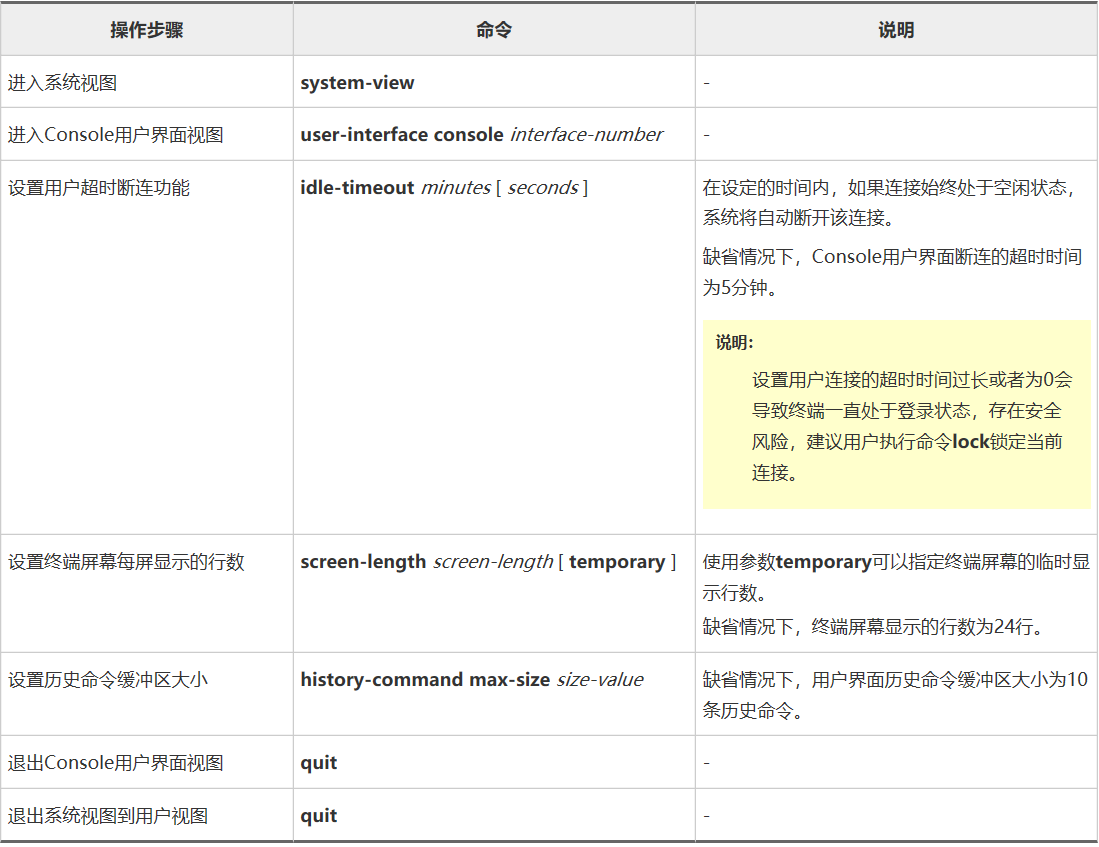 操作步骤 命令 说明
进入系统视图 system-view -
进入Console用户界面视图 user-interface console interface-number -
设置用户超时断连功能 idle-timeout minutes [ seconds ] 在设定的时间内，如果连接始终处于空闲状态，
系统将自动断开该连接。
缺省情况下，Console用户界面断连的超时时间
为5分钟。
说明：
设置用户连接的超时时间过长或者为0会
导致终端一直处于登录状态，存在安全
风险，建议用户执行命令lock锁定当前
连接。
设置终端屏幕每屏显示的行数 screen-length screen-length [ temporary ] 使用参数temporary可以指定终端屏幕的临时显
示行数。
缺省情况下，终端屏幕显示的行数为24行。
设置历史命令缓冲区大小 history-command max-size size-value 缺省情况下，用户界面历史命令缓冲区大小为10
条历史命令。
退出Console用户界面视图 quit -
退出系统视图到用户视图 quit -